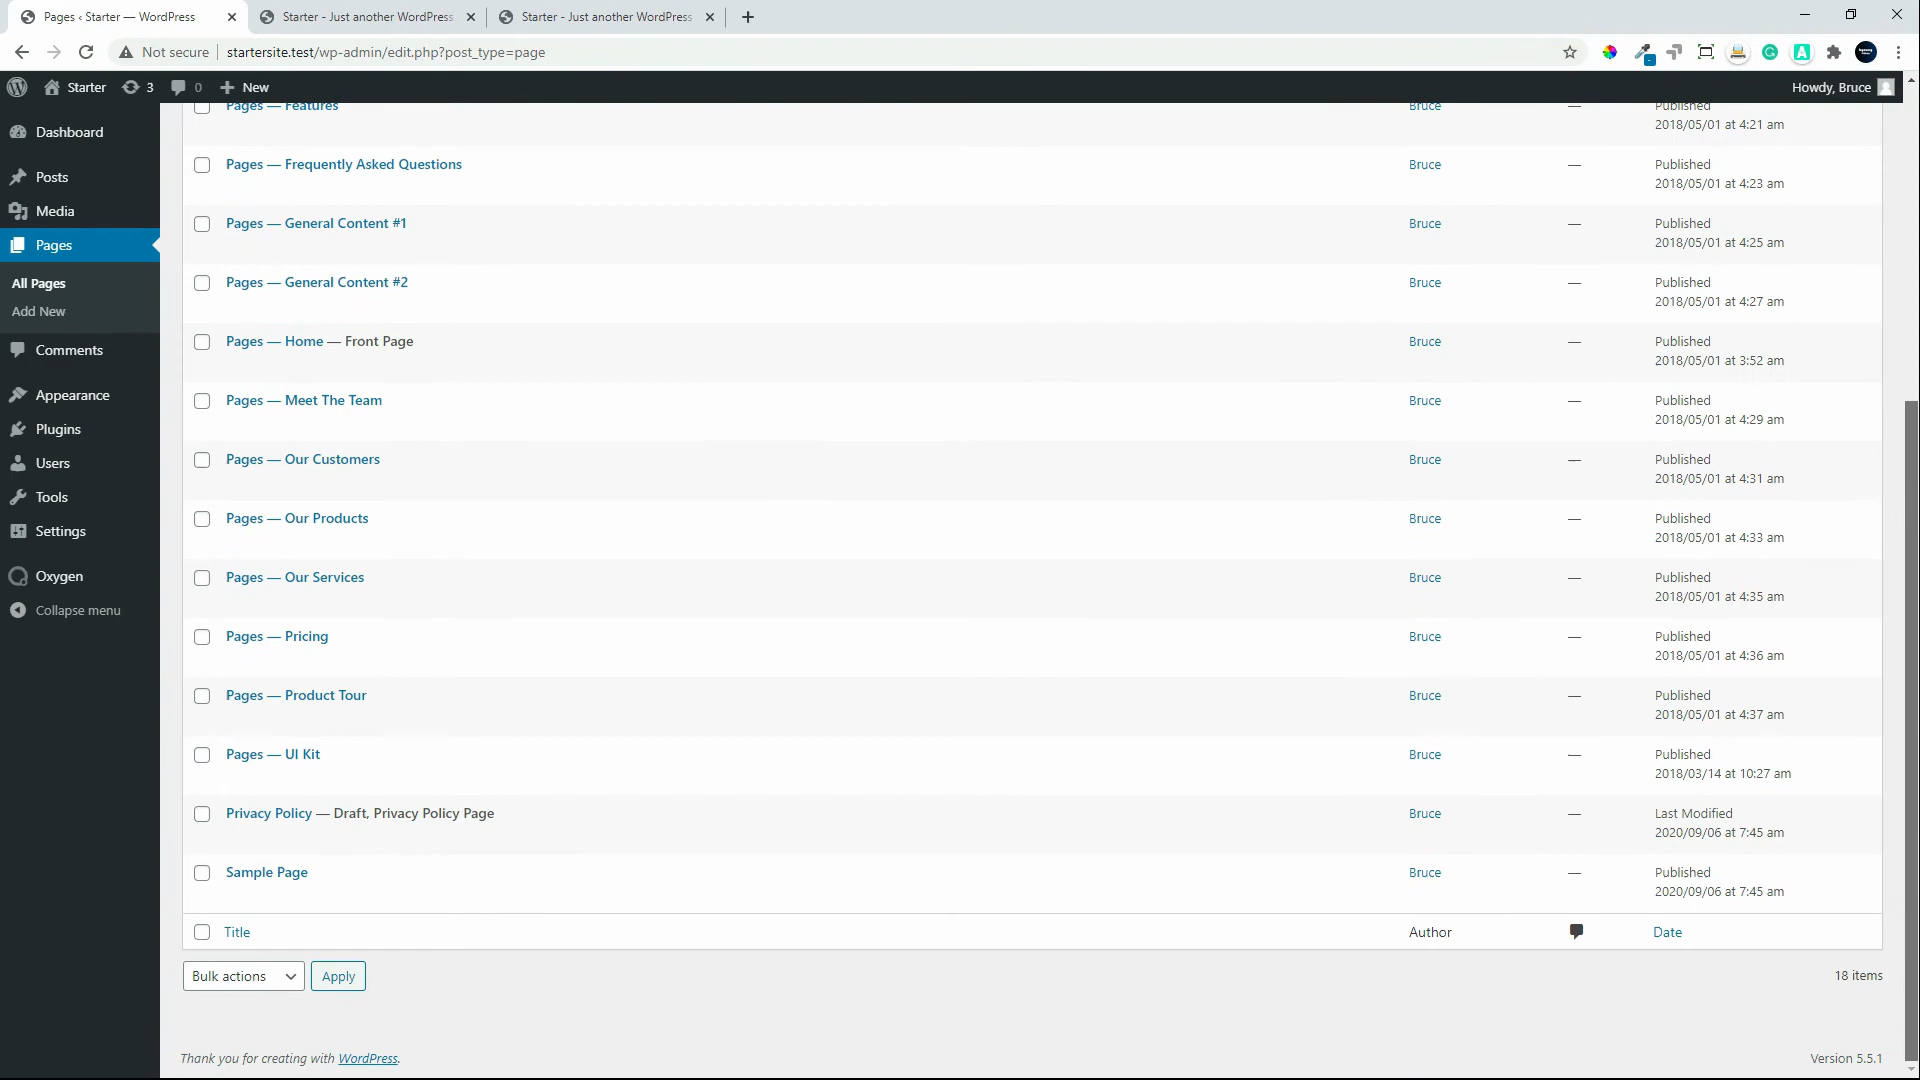 Pages ‹ Starter — WordPress
Starter - Just another WordPress
Starter - Just another WordPress
Not secure
startersite.test/wp-admin/edit.php?post_type=page
Starter
3
0
New
Howdy, Bruce
Dashboard
Posts
Media
Pages
All Pages
Add New
Comments
Appearance
Plugins
Users
Tools
Settings
Oxygen
Collapse menu
Pages — Features
Bruce
Published
2018/05/01 at 4:21 am
Pages — Frequently Asked Questions
Bruce
—
Published
2018/05/01 at 4:23 am
Pages — General Content #1
Bruce
—
Published
2018/05/01 at 4:25 am
Pages — General Content #2
Bruce
—
Published
2018/05/01 at 4:27 am
Pages — Home — Front Page
Bruce
—
Published
2018/05/01 at 3:52 am
Pages — Meet The Team
Bruce
—
Published
2018/05/01 at 4:29 am
Pages — Our Customers
Bruce
—
Published
2018/05/01 at 4:31 am
Pages — Our Products
Bruce
—
Published
2018/05/01 at 4:33 am
Pages — Our Services
Bruce
—
Published
2018/05/01 at 4:35 am
Pages — Pricing
Bruce
—
Published
2018/05/01 at 4:36 am
Pages — Product Tour
Bruce
—
Published
2018/05/01 at 4:37 am
Pages — UI Kit
Bruce
—
Published
2018/03/14 at 10:27 am
Privacy Policy — Draft, Privacy Policy Page
Bruce
—
Last Modified
2020/09/06 at 7:45 am
Sample Page
Bruce
—
Published
2020/09/06 at 7:45 am
Title
Author
Date
Bulk actions
Apply
18 items
Thank you for creating with WordPress.
Version 5.5.1